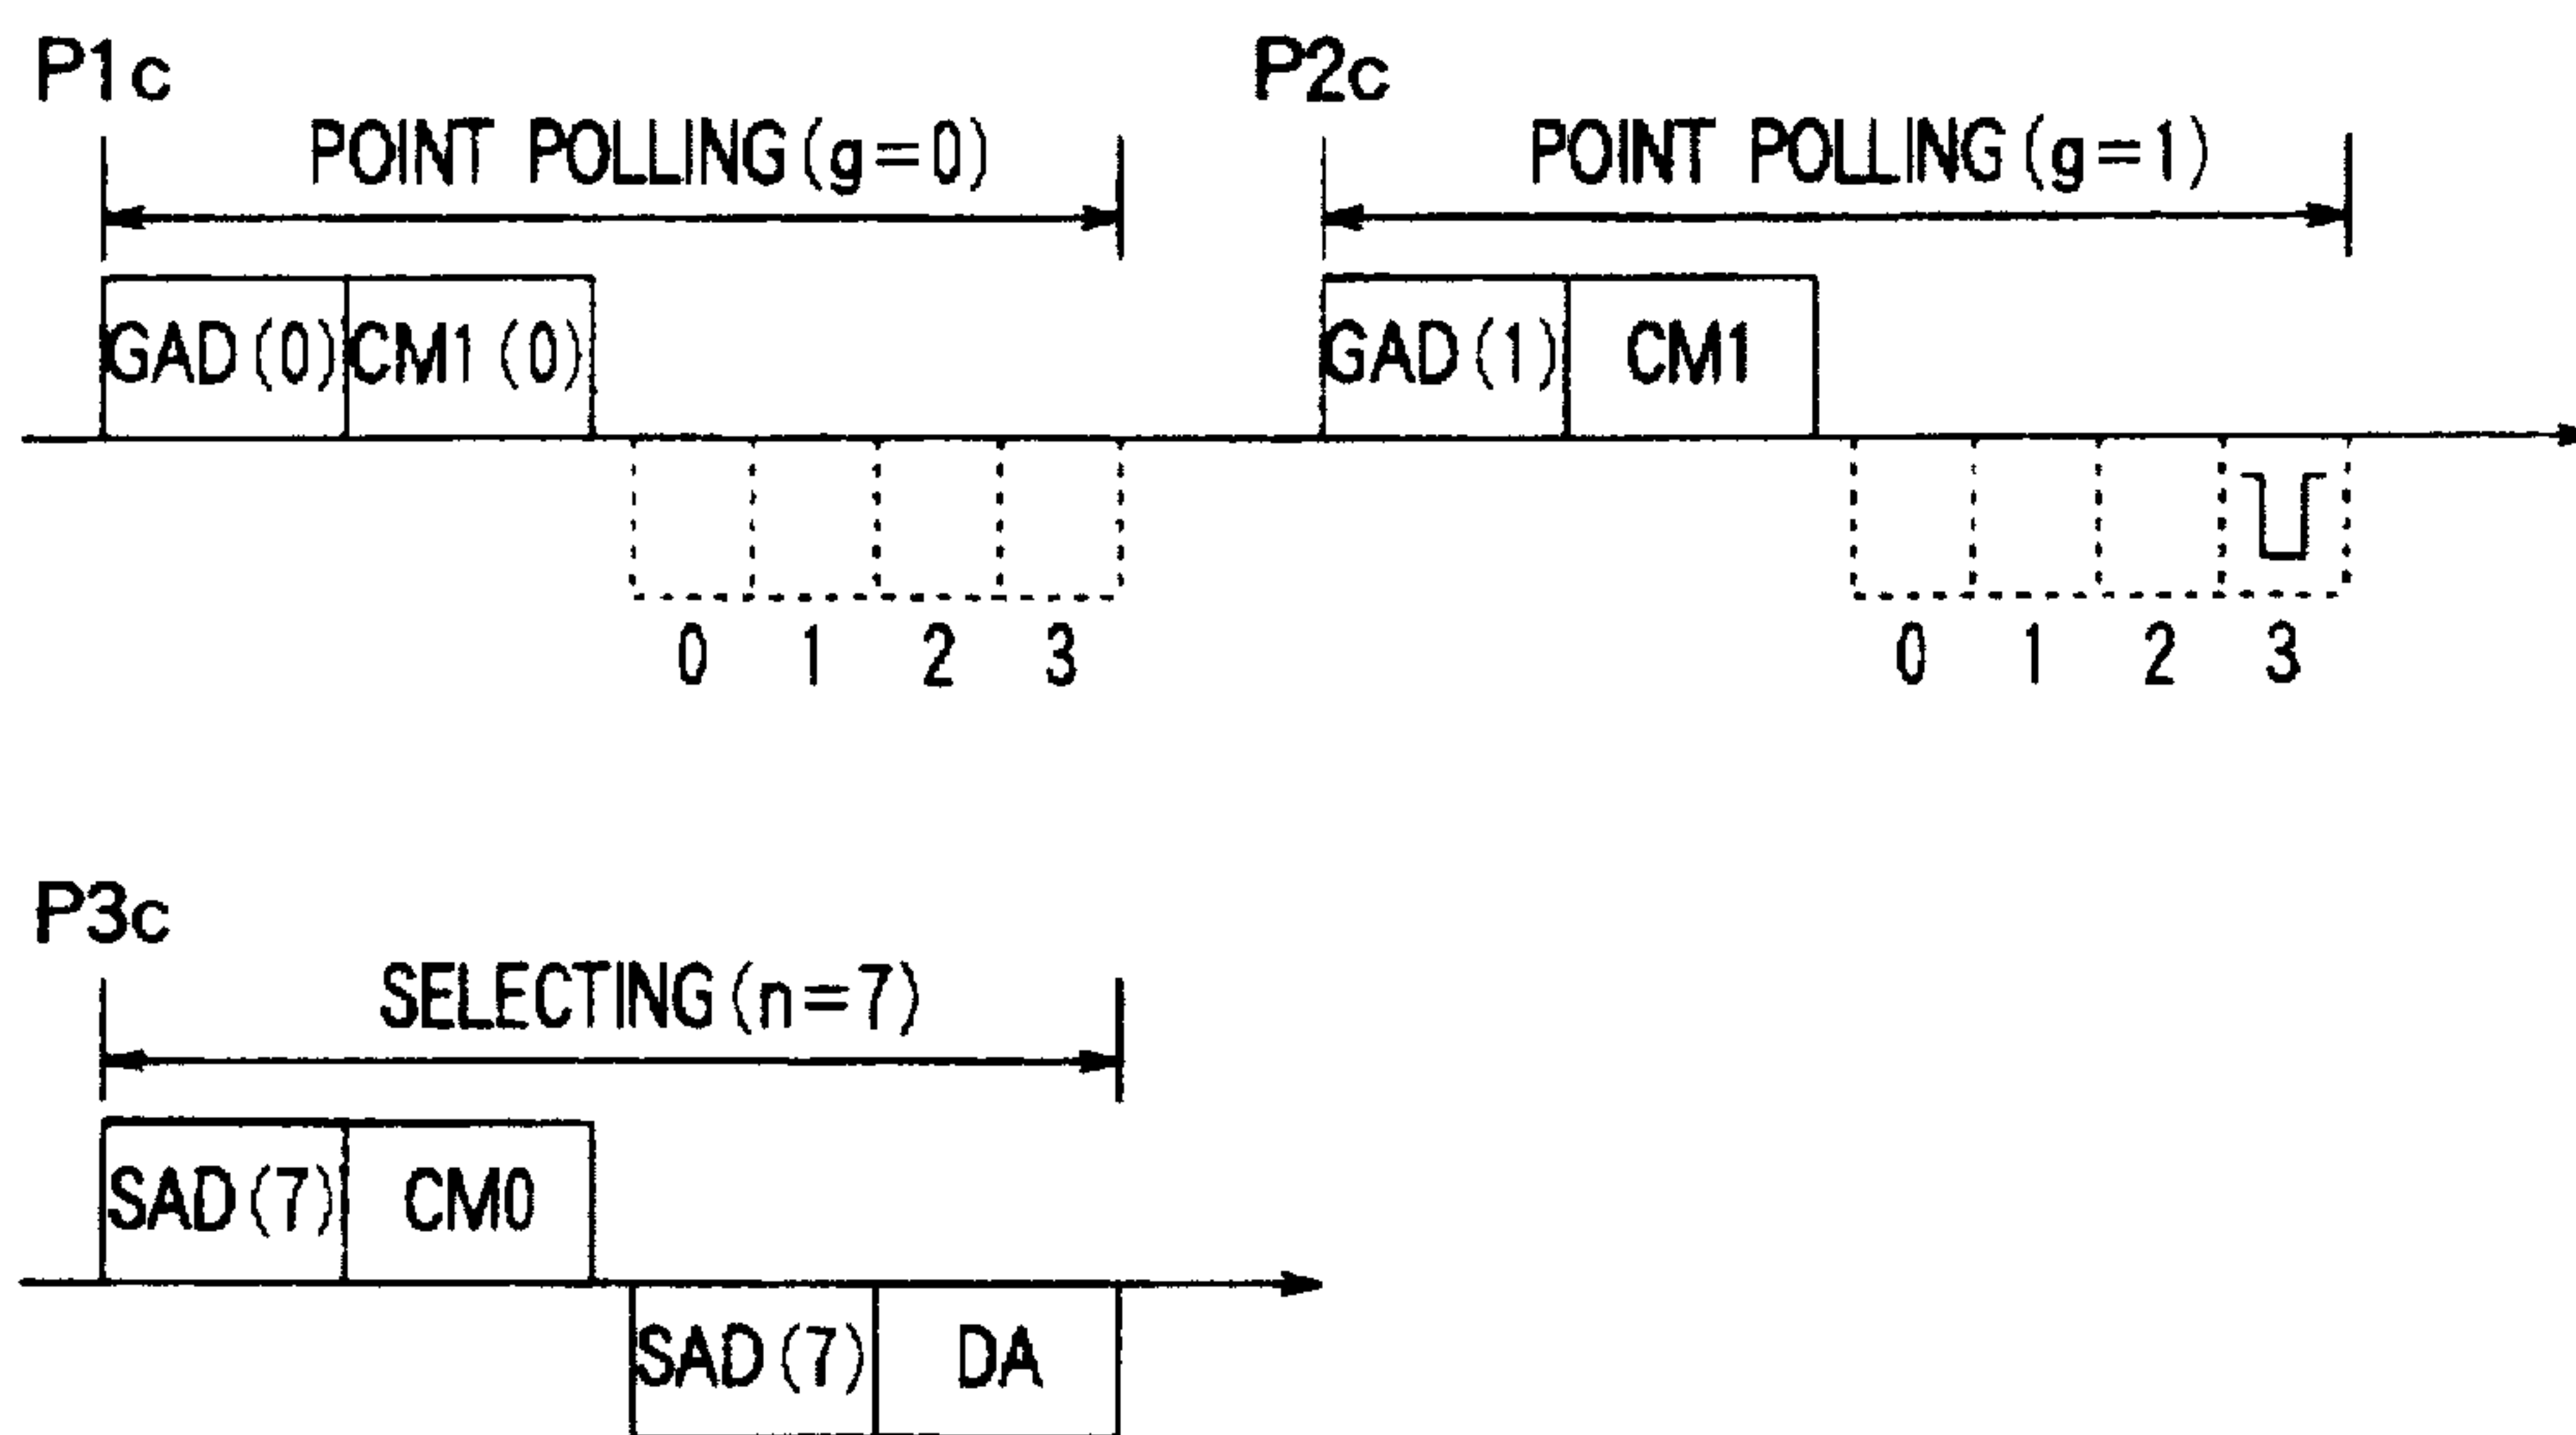 P1c
POINT POLLING(g=0)
GAD(0) CM1(0)
0 1 2 3
P2c
POINT POLLING(g=1)
GAD(1) CM1
0 1 2 3
P3c
SELECTING(n=7)
SAD(7) CM0
SAD(7) DA